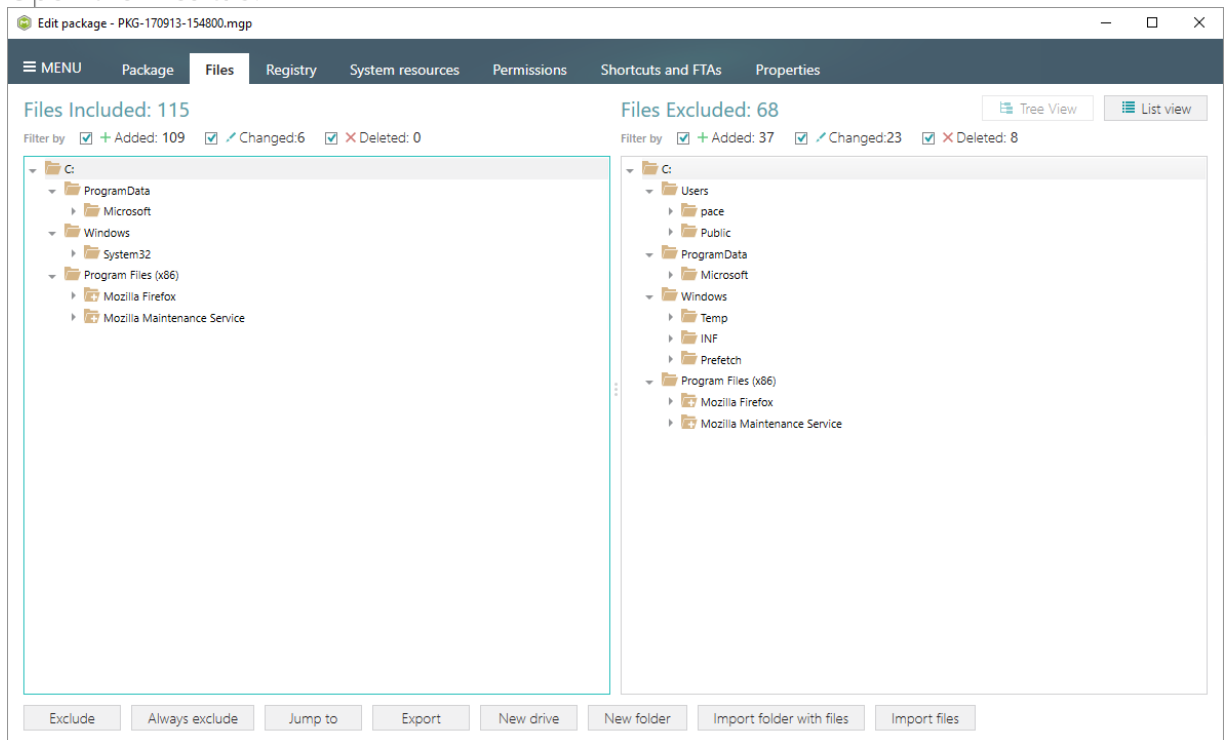 Edit package - PKG-170913-154800.mgp
MENU Package Files Registry System resources Permissions Shortcuts and FTAs Properties
Files Included: 115
Filter by + Added: 109 Changed:6 Deleted: 0
C:
ProgramData
Microsoft
Windows
System32
Program Files (x86)
Mozilla Firefox
Mozilla Maintenance Service
Files Excluded: 68
Tree View List view
Filter by + Added: 37 Changed:23 Deleted: 8
C:
Users
pace
Public
ProgramData
Microsoft
Windows
Temp
INF
Prefetch
Program Files (x86)
Mozilla Firefox
Mozilla Maintenance Service
Exclude Always exclude Jump to Export New drive New folder Import folder with files Import files